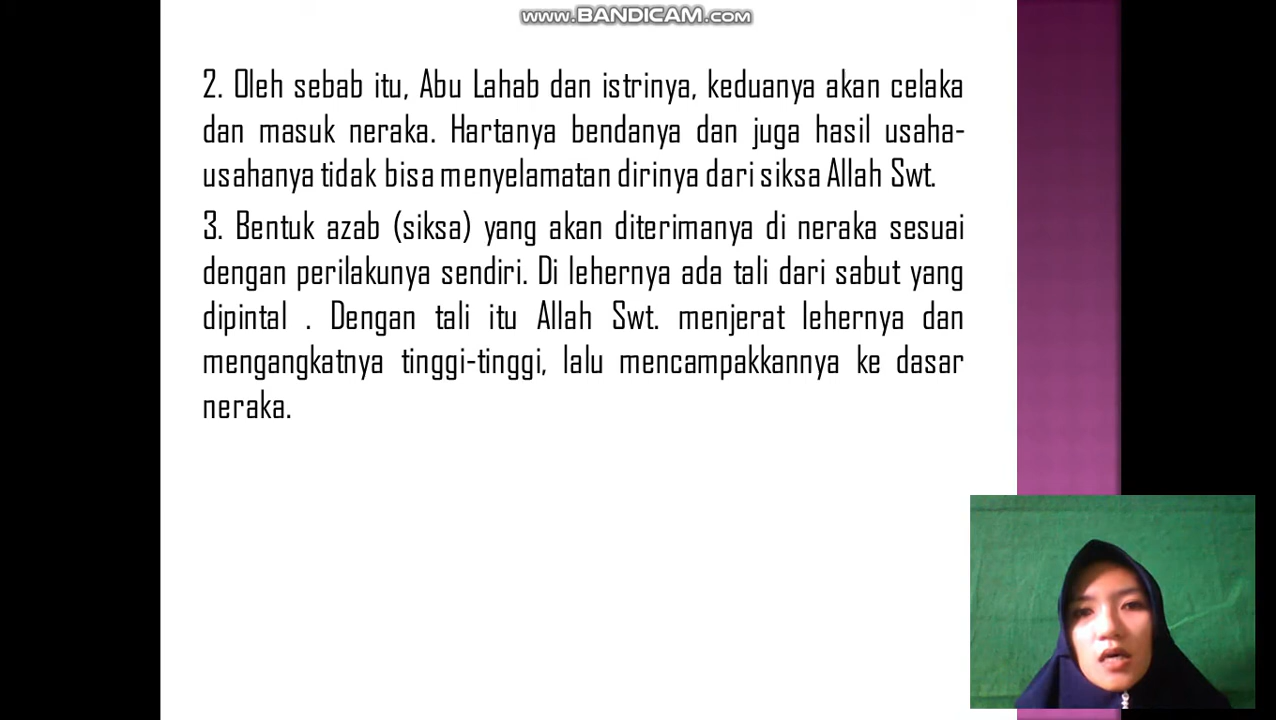 www.BANDICAM.com
2. Oleh sebab itu, Abu Lahab dan istrinya, keduanya akan celaka
dan masuk neraka. Hartanya bendanya dan juga hasil usaha-
usahanya tidak bisa menyelamatan dirinya dari siksa Allah Swt.
3. Bentuk azab (siksa) yang akan diterimanya di neraka sesuai
dengan perilakunya sendiri. Di lehernya ada tali dari sabut yang
dipintal . Dengan tali itu Allah Swt. menjerat lehernya dan
mengangkatnya tinggi-tinggi, lalu mencampakkannya ke dasar
neraka.